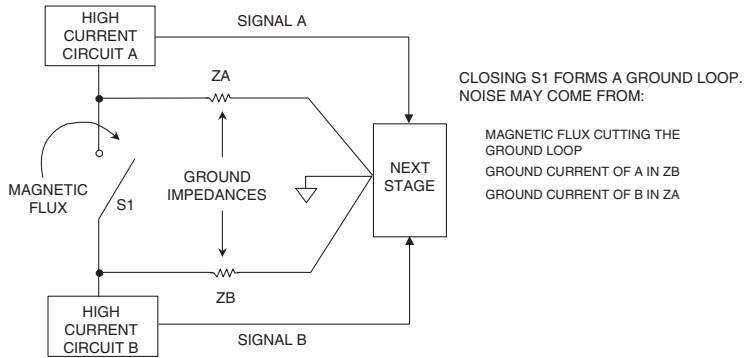 HIGH
CURRENT
CIRCUIT A
SIGNAL A
ZA
CLOSING S1 FORMS A GROUND LOOP.
NOISE MAY COME FROM:
MAGNETIC FLUX CUTTING THE
GROUND LOOP
GROUND CURRENT OF A IN ZB
GROUND CURRENT OF B IN ZA
MAGNETIC
FLUX
S1
GROUND
IMPEDANCES
NEXT
STAGE
ZB
HIGH
CURRENT
CIRCUIT B
SIGNAL B